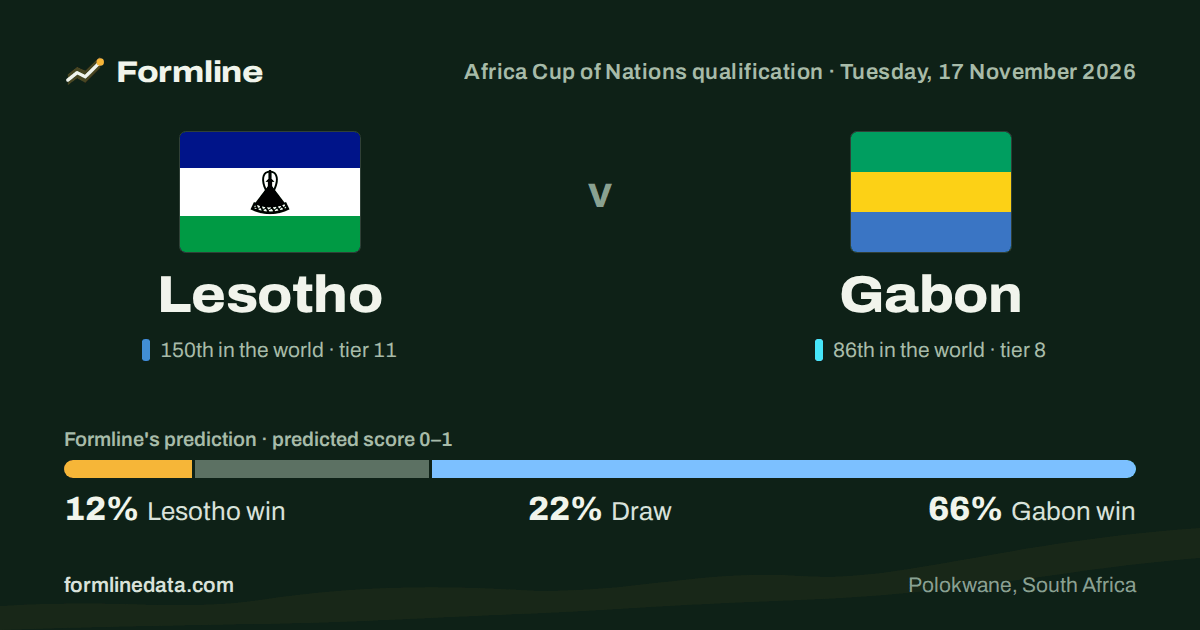 Formline
Africa Cup of Nations qualification · Tuesday, 17 November 2026
v
Lesotho
Gabon
150th in the world · tier 11
86th in the world · tier 8
Formline's prediction · predicted score 0–1
12% Lesotho win
22% Draw
66% Gabon win
formlinedata.com
Polokwane, South Africa